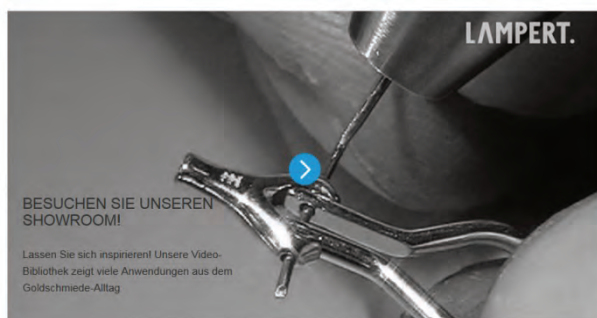 LAMPERT.
BESUCHEN SIE UNSEREN
SHOWROOM!
Lassen Sie sich inspirieren! Unsere Video-
Bibliothek zeigt viele Anwendungen aus dem
Goldschmiede-Alltag